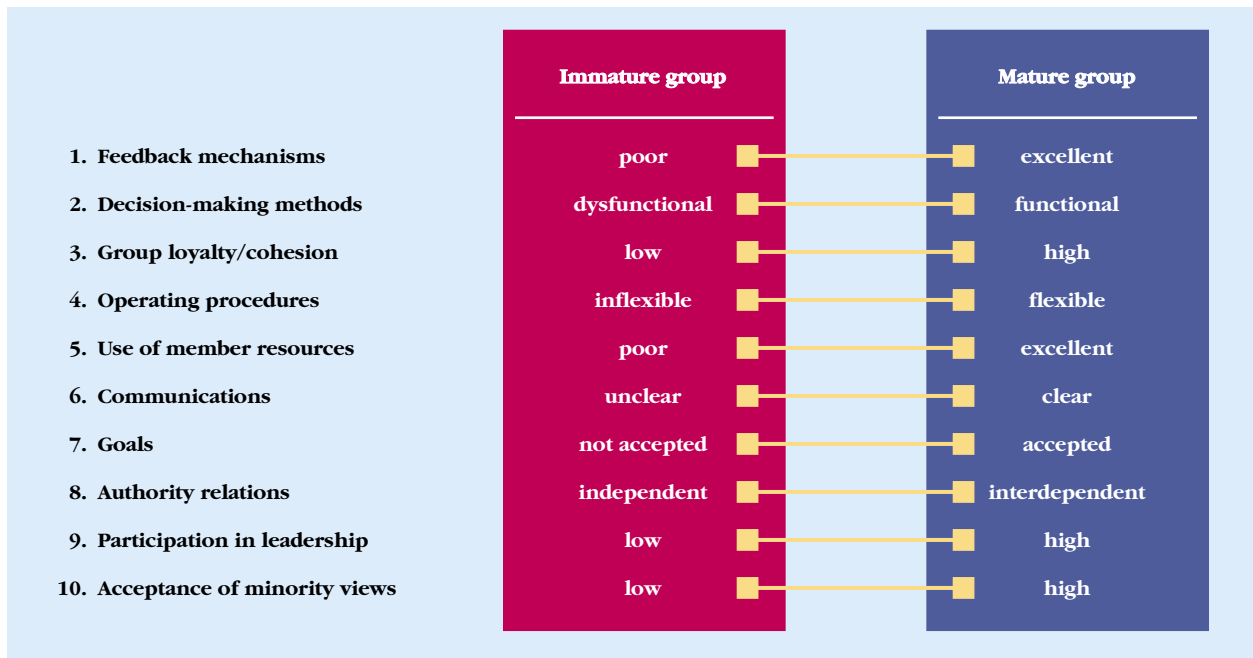 Immature group Mature group
1. Feedback mechanisms poor excellent
2. Decision-making methods dysfunctional functional
3. Group loyalty/cohesion low high
4. Operating procedures inflexible flexible
5. Use of member resources poor excellent
6. Communications unclear clear
7. Goals not accepted accepted
8. Authority relations independent interdependent
9. Participation in leadership low high
10. Acceptance of minority views low high